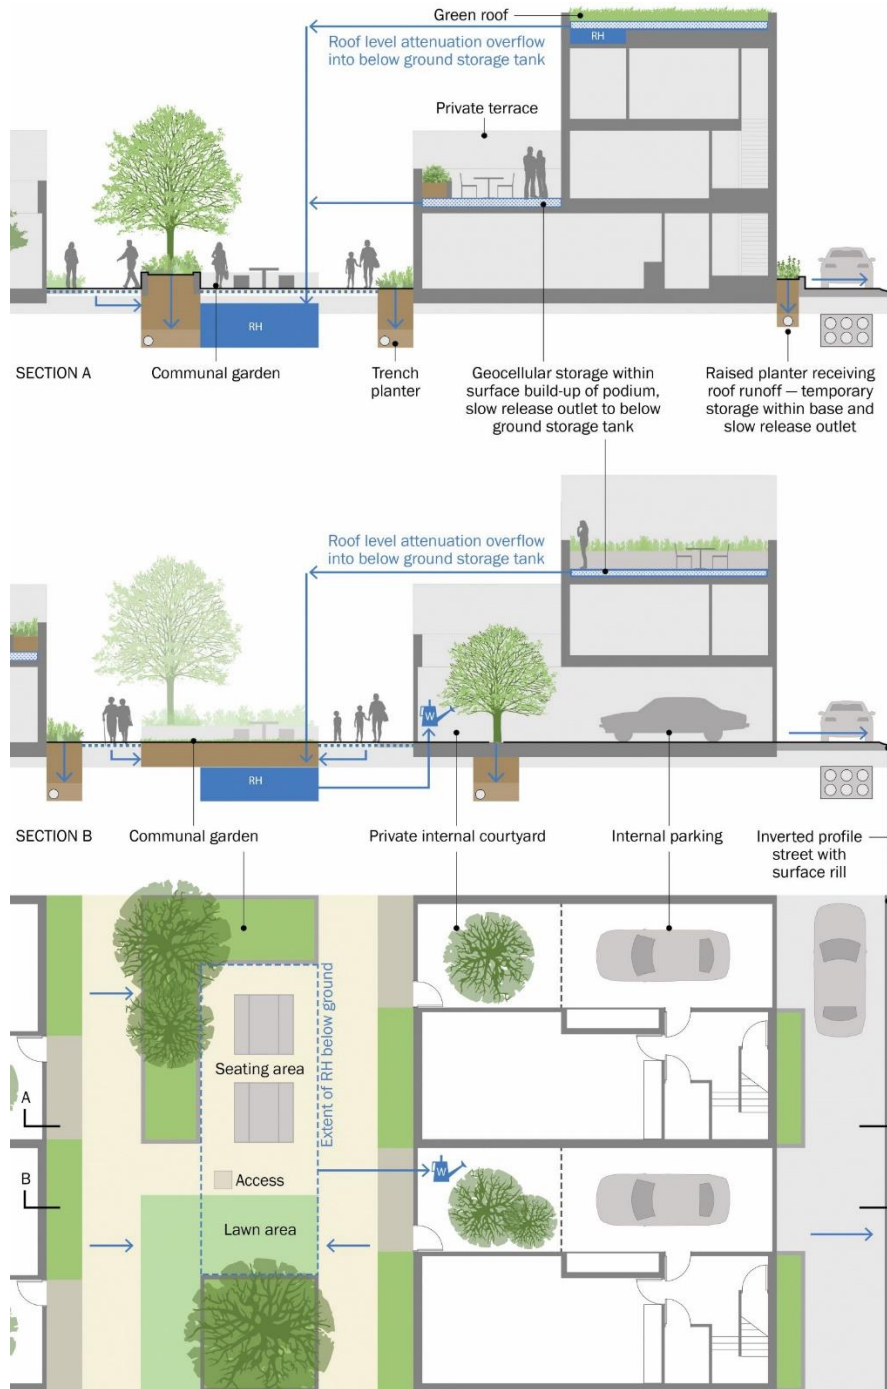 Green roof
Roof level attenuation overflow
into below ground storage tank
RH
Private terrace
RH
SECTION A
Communal garden
Trench
planter
Geocellular storage within
surface build-up of podium,
slow release outlet to below
ground storage tank
Raised planter receiving
roof runoff — temporary
storage within base and
slow release outlet
Roof level attenuation overflow
into below ground storage tank
W
RH
SECTION B
Communal garden
Private internal courtyard
Internal parking
Inverted profile
street with
surface rill
Extent of RH below ground
Seating area
A
B
W
Access
Lawn area